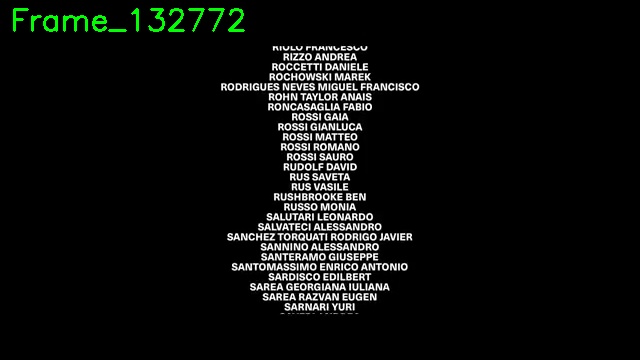 Frame_132772
RIOLO FRANCESCO
RIZZO ANDREA
ROCCETTI DANIELE
ROCHOWSKI MAREK
RODRIGUES NEVES MIGUEL FRANCISCO
ROHN TAYLOR ANAIS
RONCASAGLIA FABIO
ROSSI GAIA
ROSSI GIANLUCA
ROSSI MATTEO
ROSSI ROMANO
ROSSI SAURO
RUDOLF DAVID
RUS SAVETA
RUS VASILE
RUSHBROOKE BEN
RUSSO MONIA
SALUTARI LEONARDO
SALVATECI ALESSANDRO
SANCHEZ TORQUATI RODRIGO JAVIER
SANNINO ALESSANDRO
SANTERAMO GIUSEPPE
SANTOMASSIMO ENRICO ANTONIO
SARDISCO EDILBERT
SAREA GEORGIANA IULIANA
SAREA RAZVAN EUGEN
SARNARI YURI